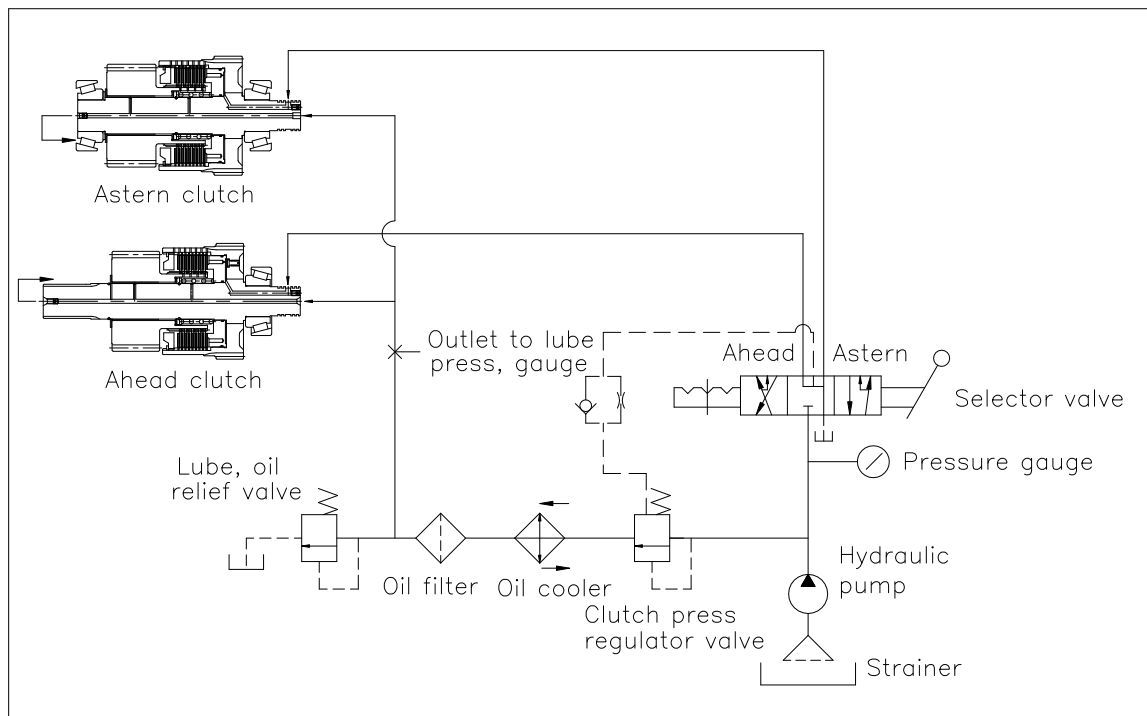 Astern clutch
Ahead clutch
Outlet to lube
press, gauge
Ahead
Astern
Selector valve
Pressure gauge
Lube, oil
relief valve
Oil filter
Oil cooler
Clutch press
regulator valve
Hydraulic
pump
Strainer